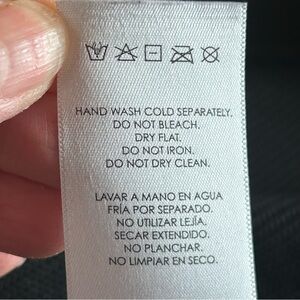 HAND WASH COLD SEPARATELY.
DO NOT BLEACH.
DRY FLAT.
DO NOT IRON.
DO NOT DRY CLEAN.
LAVAR A MANO EN AGUA
FRÍA POR SEPARADO.
NO UTILIZAR LEJÍA.
SECAR EXTENDIDO.
NO PLANCHAR.
NO LIMPIAR EN SECO.